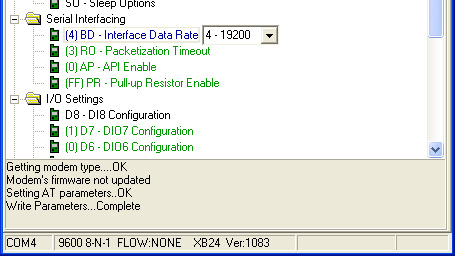 SO - Sleep Options
Serial Interfacing
(4) BD - Interface Data Rate 4 - 19200
(3) RO - Packetization Timeout
(0) AP - API Enable
(FF) PR - Pull-up Resistor Enable
I/O Settings
D8 - DI8 Configuration
(1) D7 - DIO7 Configuration
(0) D6 - DIO6 Configuration
Getting modem type....OK
Modem's firmware not updated
Setting AT parameters..OK
Write Parameters...Complete
COM4 9600 8-N-1 FLOW:NONE XB24 Ver:1083